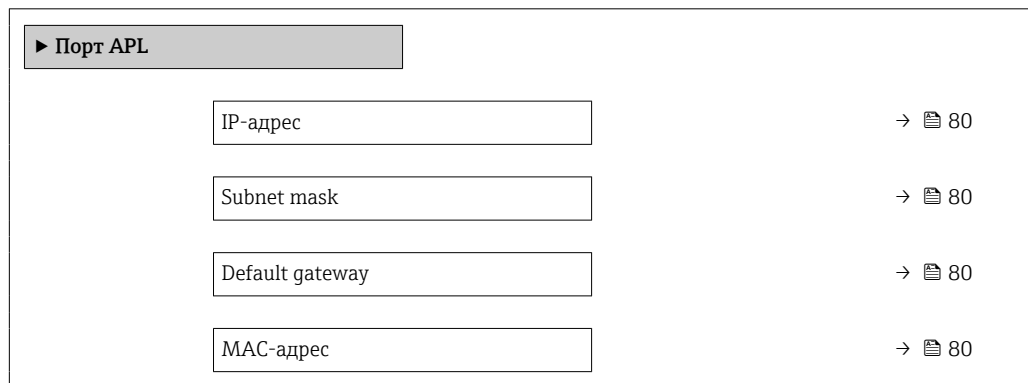 ▶ Порт APL
IP-адрес → 80
Subnet mask → 80
Default gateway → 80
MAC-адрес → 80